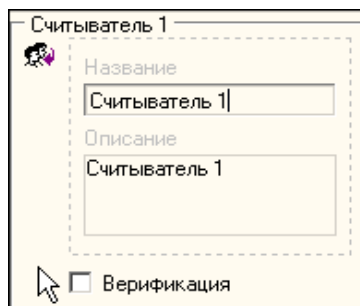 Считыватель 1
Название
Считыватель 1
Описание
Считыватель 1
Верификация